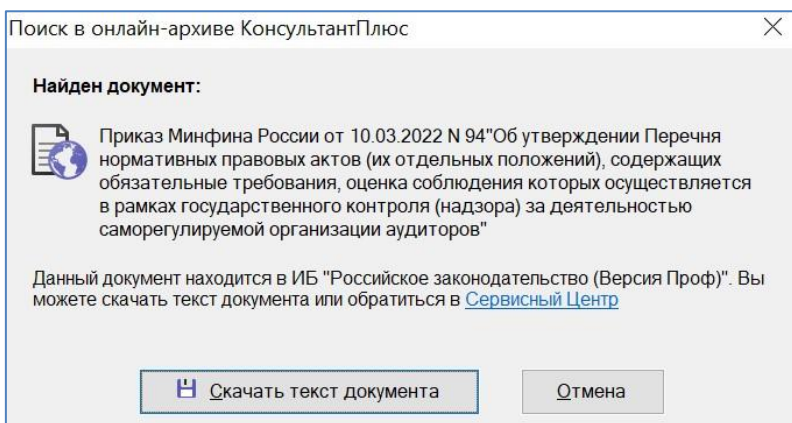 Поиск в онлайн-архиве КонсультантПлюс
Найден документ:
Приказ Минфина России от 10.03.2022 N 94"Об утверждении Перечня
нормативных правовых актов (их отдельных положений), содержащих
обязательные требования, оценка соблюдения которых осуществляется
в рамках государственного контроля (надзора) за деятельностью
саморегулируемой организации аудиторов"
Данный документ находится в ИБ "Российское законодательство (Версия Проф)". Вы
можете скачать текст документа или обратиться в Сервисный Центр
Скачать текст документа
Отмена